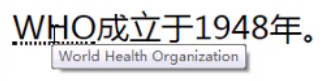 WHO成立于1948年。
World Health Organization